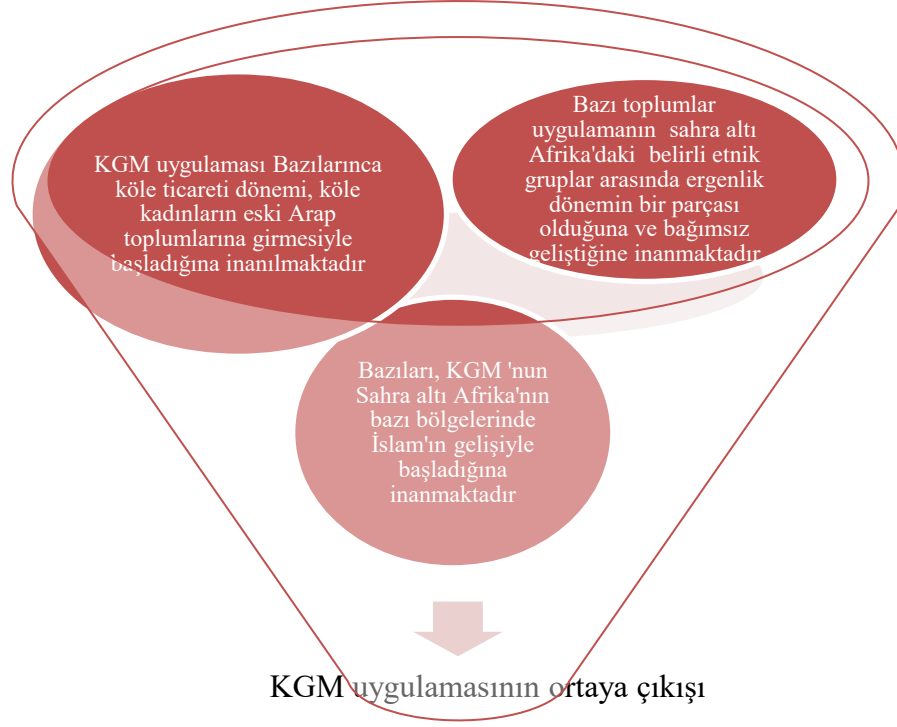 KGM uygulaması Bazılarınca
köle ticareti dönemi, köle
kadınların eski Arap
toplumlarına girmesiyle
başladığına inanılmaktadır
Bazı toplumlar
uygulamanın sahra altı
Afrika'daki belirli etnik
gruplar arasında ergenlik
dönemin bir parçası
olduğuna ve bağımsız
geliştiğine inanmaktadır
Bazıları, KGM 'nun
Sahra altı Afrika'nın
bazı bölgelerinde
İslam'ın gelişiyle
başladığına
inanmaktadır
KGM uygulamasının ortaya çıkışı